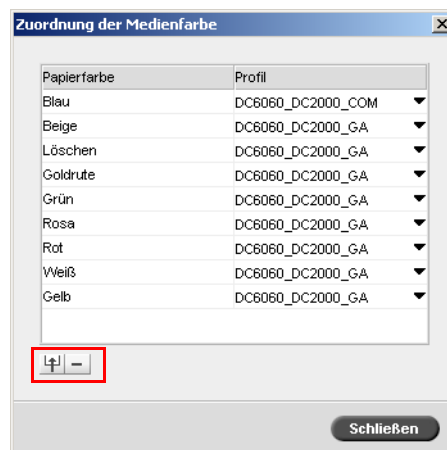 Zuordnung der Medienfarbe
Papierfarbe Profil
Blau DC6060_DC2000_COM
Beige DC6060_DC2000_GA
Löschen DC6060_DC2000_GA
Goldrute DC6060_DC2000_GA
Grün DC6060_DC2000_GA
Rosa DC6060_DC2000_GA
Rot DC6060_DC2000_GA
Weiß DC6060_DC2000_GA
Gelb DC6060_DC2000_GA
Schließen